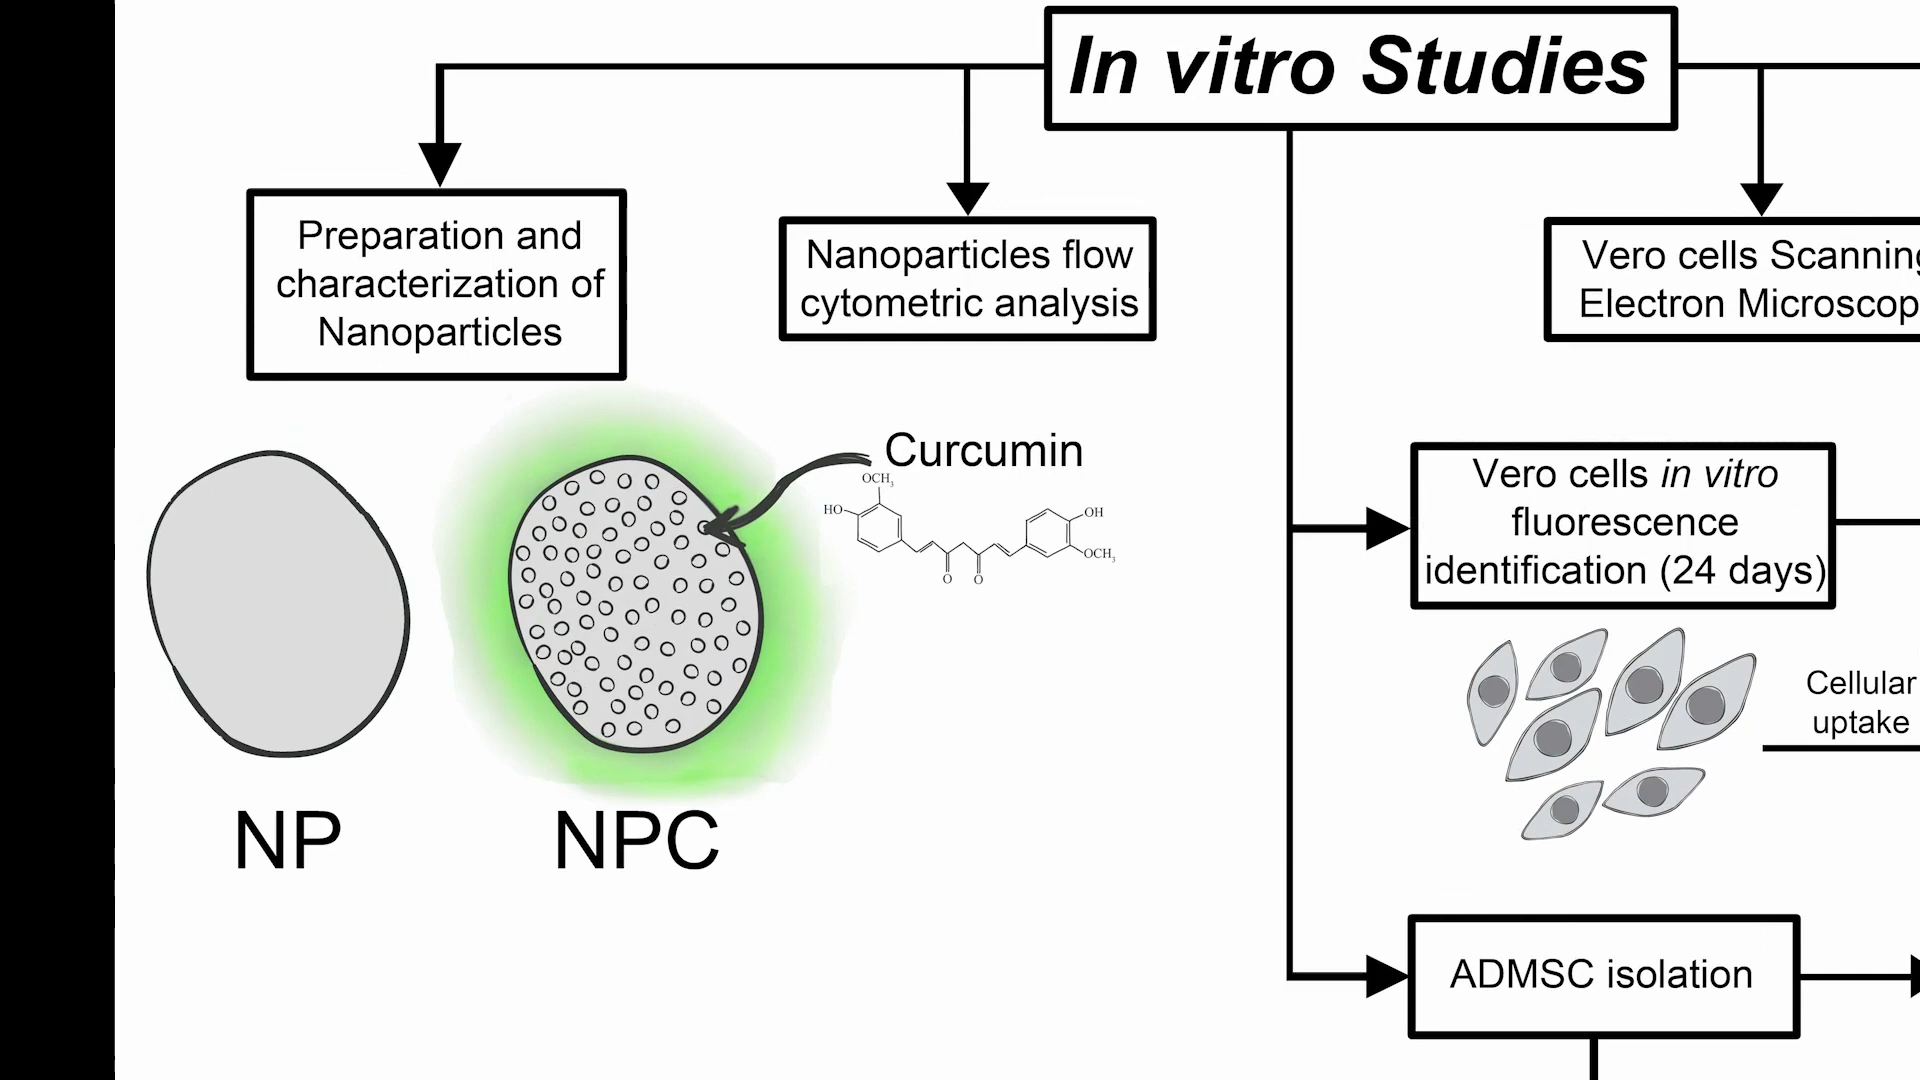 In vitro Studies
Preparation and
characterization of
Nanoparticles
Nanoparticles flow
cytometric analysis
Vero cells Scanning
Electron Microscop
Curcumin
OCH3
HO
O
O
OH
OCH3
NP
NPC
Vero cells in vitro
fluorescence
identification (24 days)
Cellular
uptake
ADMSC isolation